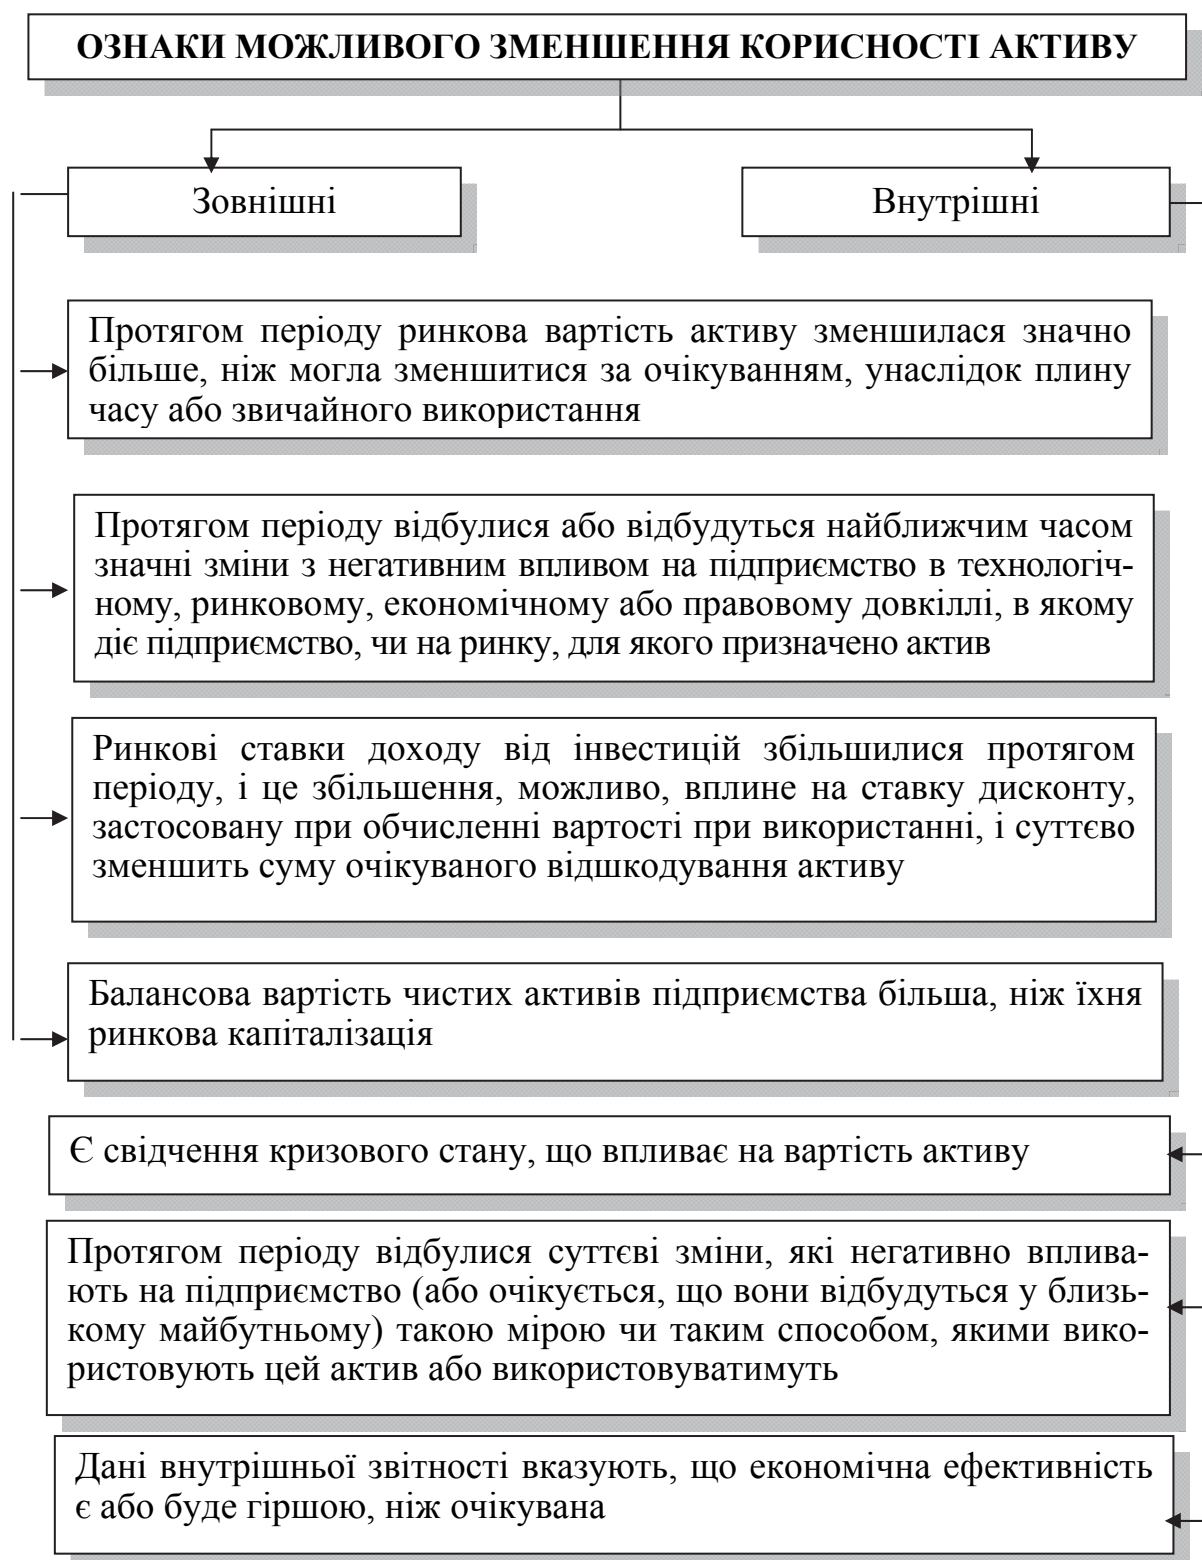 ОЗНАКИ МОЖЛИВОГО ЗМЕНШЕННЯ КОРИСНОСТІ АКТИВУ
Зовнішні
Внутрішні
Протягом періоду ринкова вартість активу зменшилася значно
більше, ніж могла зменшитися за очікуванням, унаслідок плину
часу або звичайного використання
Протягом періоду відбулися або відбудуться найближчим часом
значні зміни з негативним впливом на підприємство в технологіч-
ному, ринковому, економічному або правовому довкіллі, в якому
діє підприємство, чи на ринку, для якого призначено актив
Ринкові ставки доходу від інвестицій збільшилися протягом
періоду, і це збільшення, можливо, вплине на ставку дисконту,
застосовану при обчисленні вартості при використанні, і суттєво
зменшить суму очікуваного відшкодування активу
Балансова вартість чистих активів підприємства більша, ніж їхня
ринкова капіталізація
Є свідчення кризового стану, що впливає на вартість активу
Протягом періоду відбулися суттєві зміни, які негативно вплива-
ють на підприємство (або очікується, що вони відбудуться у близь-
кому майбутньому) такою мірою чи таким способом, якими вико-
ристовують цей актив або використовуватимуть
Дані внутрішньої звітності вказують, що економічна ефективність
є або буде гіршою, ніж очікувана